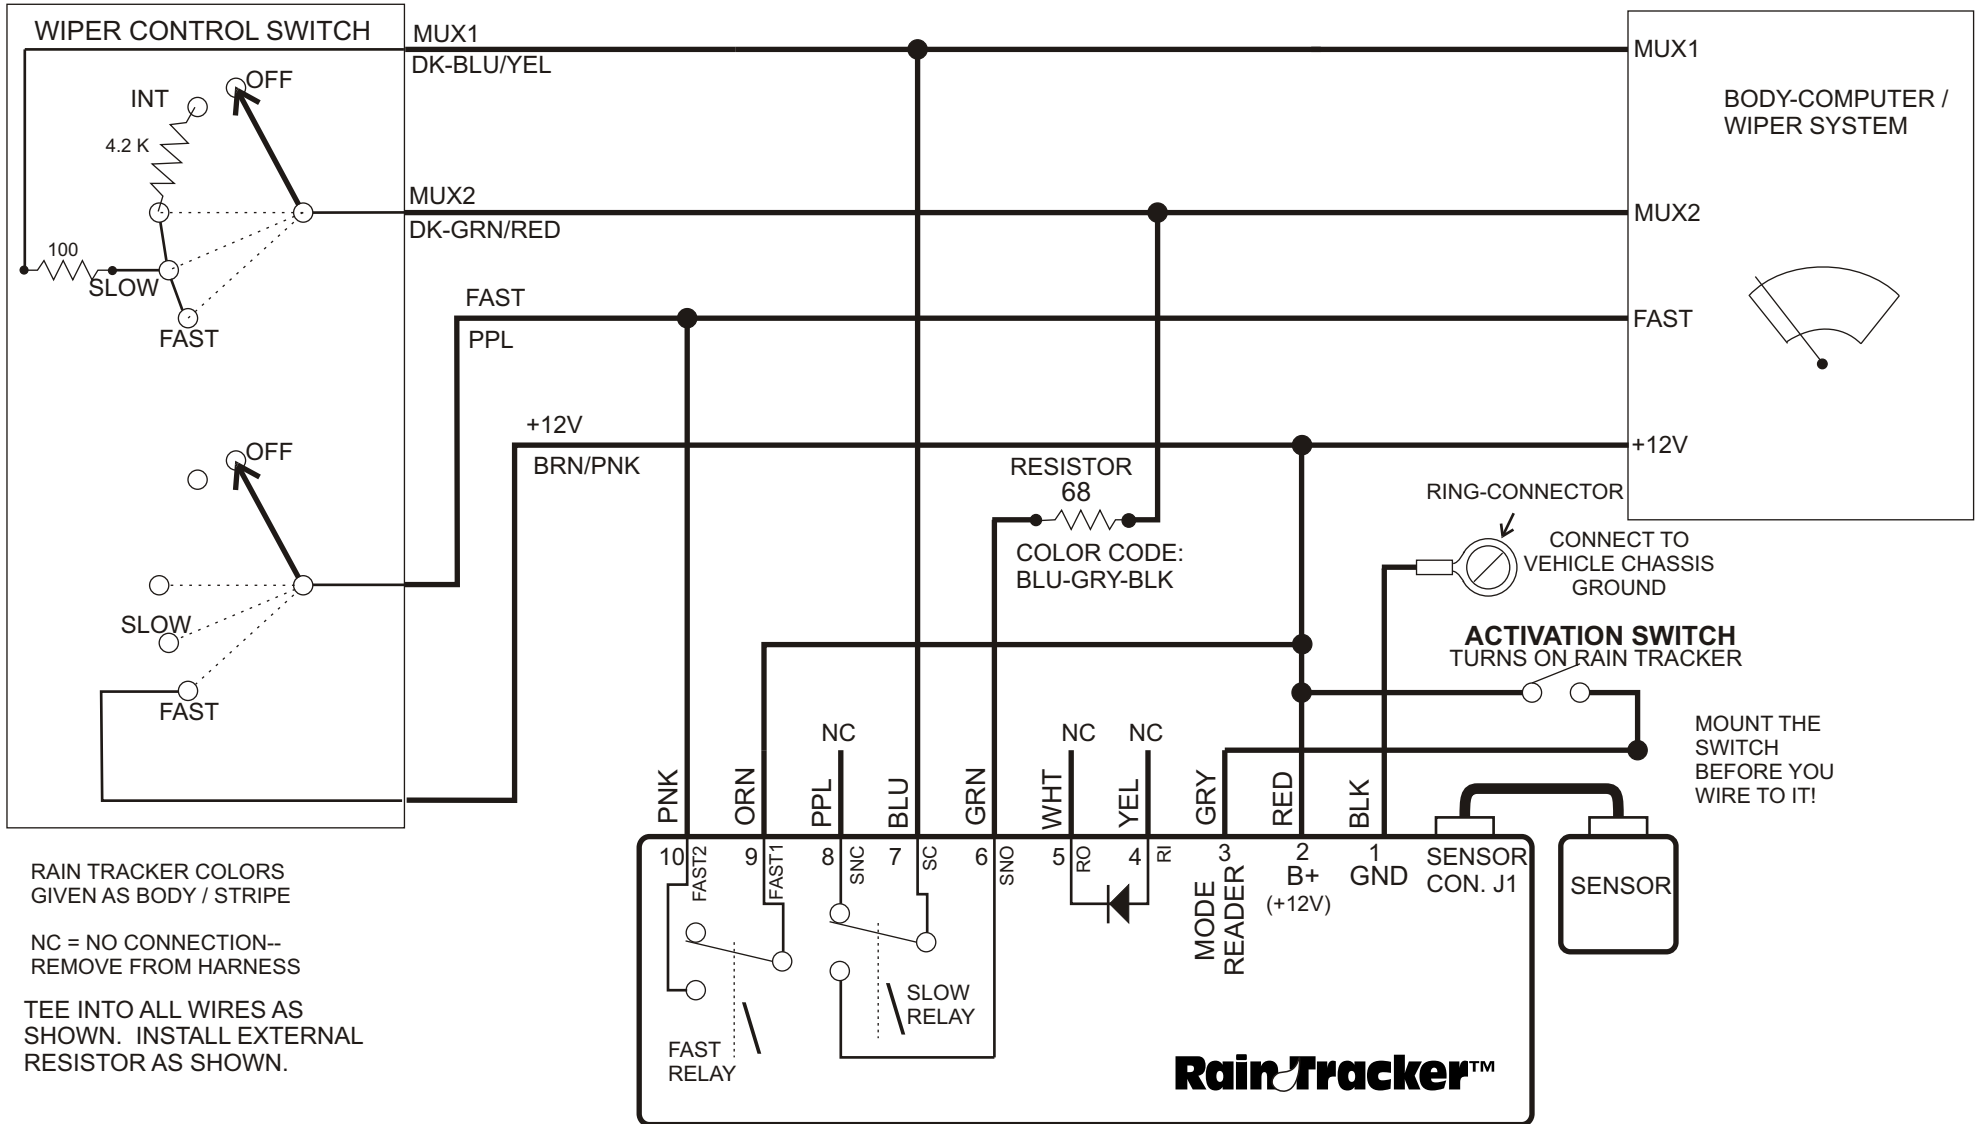 WIPER CONTROL SWITCH
MUX1
DK-BLU/YEL
MUX1
BODY-COMPUTER /
WIPER SYSTEM
OFF
INT
4.2 K
MUX2
DK-GRN/RED
MUX2
100
SLOW
FAST
FAST
PPL
FAST
+12V
BRN/PNK
+12V
OFF
SLOW
FAST
RESISTOR
68
COLOR CODE:
BLU-GRY-BLK
RING-CONNECTOR
CONNECT TO
VEHICLE CHASSIS
GROUND
ACTIVATION SWITCH
TURNS ON RAIN TRACKER
MOUNT THE
SWITCH
BEFORE YOU
WIRE TO IT!
NC
NC
NC
PNK
ORN
PPL
BLU
GRN
WHT
YEL
GRY
RED
BLK
10
FAST2
9
FAST1
8
SNC
7
SC
6
SNO
5
RO
4
RI
3
MODE
READER
2
B+
(+12V)
1
GND
SENSOR
CON. J1
SENSOR
FAST
RELAY
SLOW
RELAY
RainTracker™
RAIN TRACKER COLORS
GIVEN AS BODY / STRIPE
NC = NO CONNECTION--
REMOVE FROM HARNESS
TEE INTO ALL WIRES AS
SHOWN. INSTALL EXTERNAL
RESISTOR AS SHOWN.